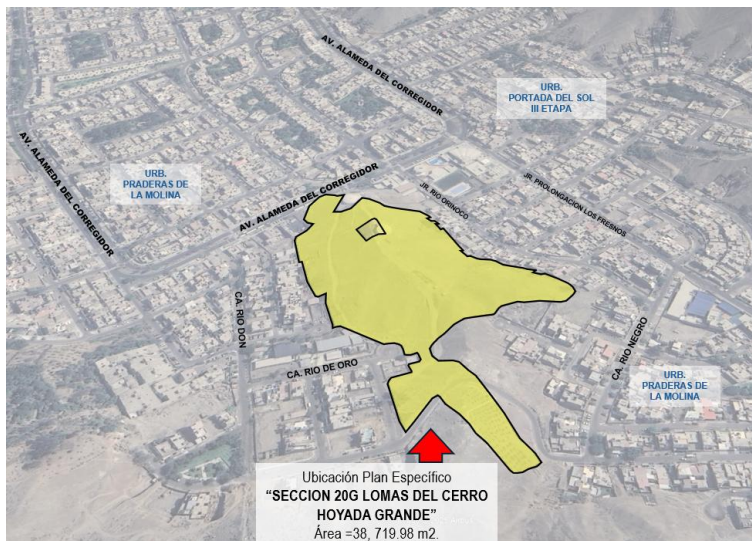 AV. ALAMEDA DEL CORREGIDOR
URB.
PORTADA DEL SOL
III ETAPA
AV. ALAMEDA DEL CORREGIDOR
URB.
PRADERAS DE
LA MOLINA
AV. ALAMEDA DEL CORREGIDOR
JR. RIO ORINOCO
JR. PROLONGACION LOS FRESNOS
CA. RIO DON
CA. RIO DE ORO
CA. RIO NEGRO
URB.
PRADERAS DE
LA MOLINA
Ubicación Plan Específico
“SECCION 20G LOMAS DEL CERRO
HOYADA GRANDE”
Área =38, 719.98 m2.